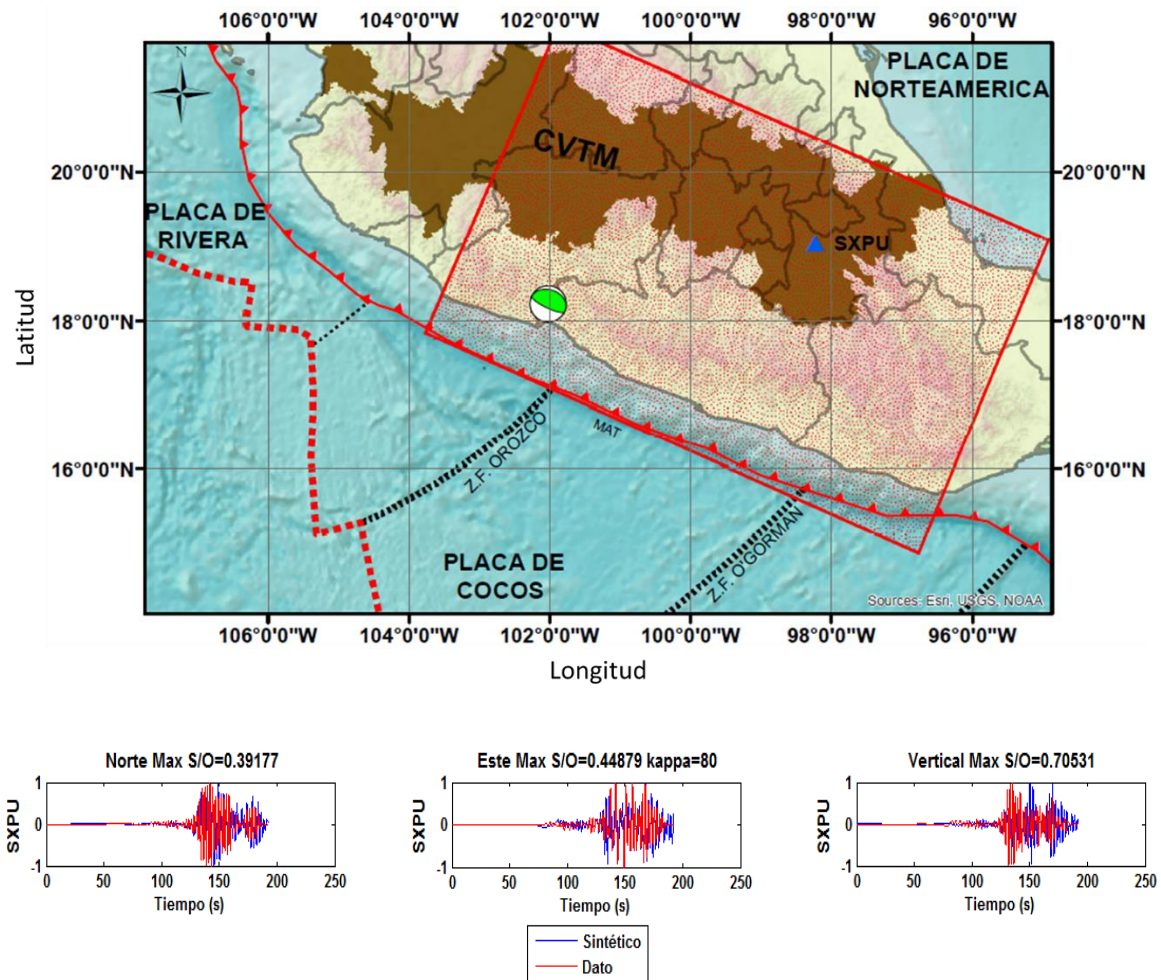 106°0'0"W 104°0'0"W 102°0'0"W 100°0'0"W 98°0'0"W 96°0'0"W
N
PLACA DE
NORTEAMERICA
CVTM
20°0'0"N
20°0'0"N
PLACA DE
RIVERA
SXPU
18°0'0"N
18°0'0"N
Latitud
MAT
Z.F. OROZCO
16°0'0"N
16°0'0"N
Z.F. O'GORMAN
PLACA DE
COCOS
Sources: Esri, USGS, NOAA
106°0'0"W 104°0'0"W 102°0'0"W 100°0'0"W 98°0'0"W 96°0'0"W
Longitud
Norte Max S/O=0.39177
SXPU
1
0
-1
0 50 100 150 200 250
Tiempo (s)
Este Max S/O=0.44879 kappa=80
SXPU
1
0
-1
0 50 100 150 200 250
Tiempo (s)
Vertical Max S/O=0.70531
SXPU
1
0
-1
0 50 100 150 200 250
Tiempo (s)
Sintético
Dato